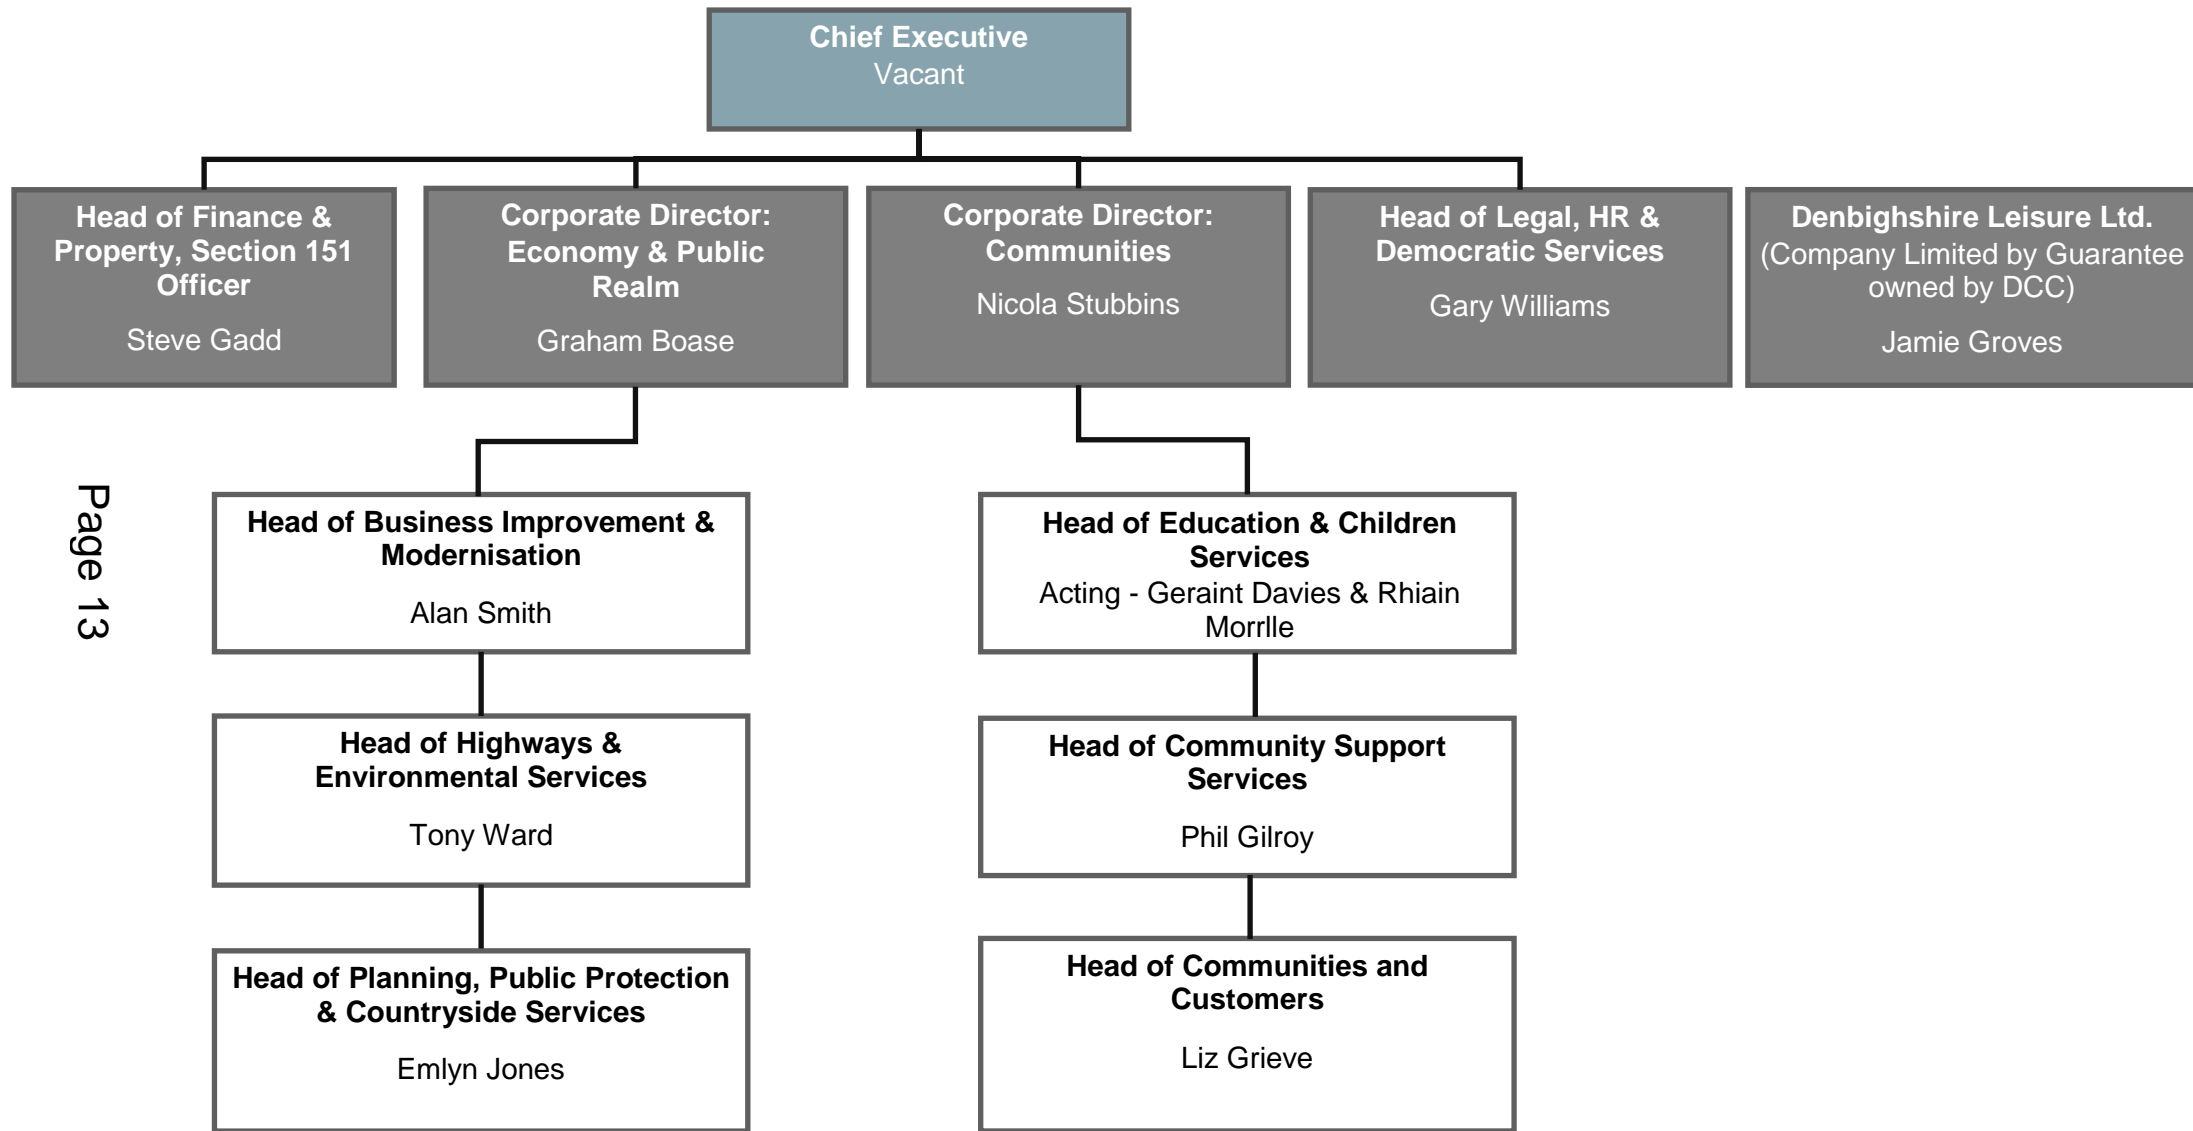 Chief Executive
Vacant
Head of Finance &
Property, Section 151
Officer
Steve Gadd
Corporate Director:
Economy & Public
Realm
Graham Boase
Corporate Director:
Communities
Nicola Stubbins
Head of Legal, HR &
Democratic Services
Gary Williams
Denbighshire Leisure Ltd.
(Company Limited by Guarantee
owned by DCC)
Jamie Groves
Page 13
Head of Business Improvement &
Modernisation
Alan Smith
Head of Highways &
Environmental Services
Tony Ward
Head of Planning, Public Protection
& Countryside Services
Emlyn Jones
Head of Education & Children
Services
Acting - Geraint Davies & Rhiain
Morrlle
Head of Community Support
Services
Phil Gilroy
Head of Communities and
Customers
Liz Grieve